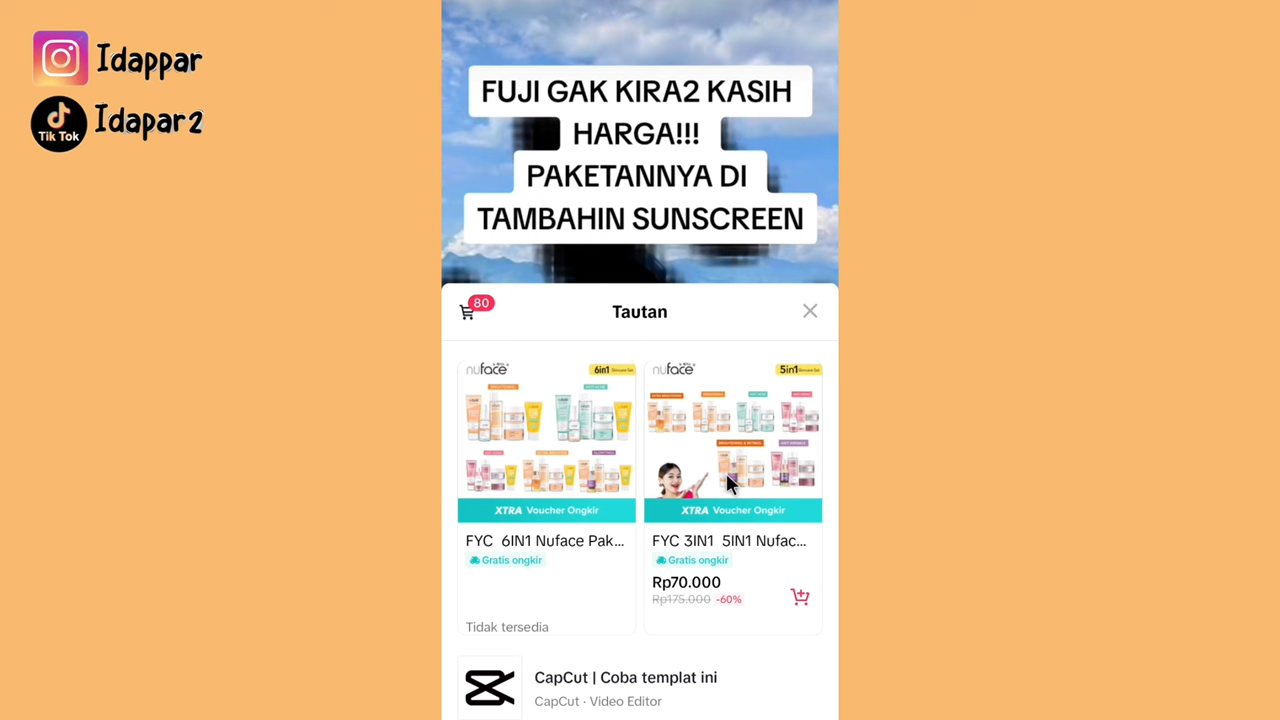 Idappar
Tik Tok
Idapar2
FUJI GAK KIRA2 KASIH
HARGA!!!
PAKETANNYA DI
TAMBAHIN SUNSCREEN
80
Tautan
nuface
6in1
nuface
5in1
XTRA Voucher Ongkir
XTRA Voucher Ongkir
FYC 6IN1 Nuface Pak...
FYC 3IN1 5IN1 Nufac...
Gratis ongkir
Gratis ongkir
Rp70.000
Rp175.000 -60%
Tidak tersedia
CapCut | Coba templat ini
CapCut · Video Editor